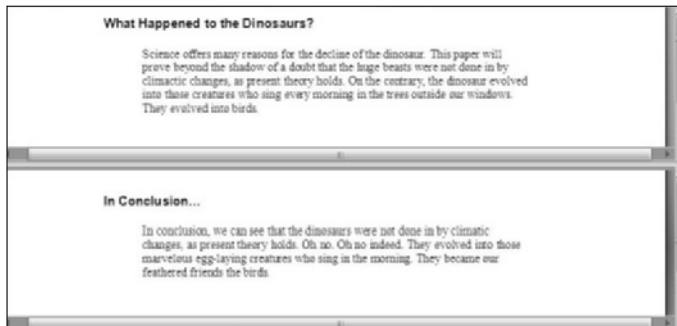 What Happened to the Dinosaurs?
Science offers many reasons for the decline of the dinosaur. This paper will
prove beyond the shadow of a doubt that the huge beasts were not done in by
climactic changes, as present theory holds. On the contrary, the dinosaur evolved
into those creatures who sing every morning in the trees outside our windows.
They evolved into birds.
In Conclusion...
In conclusion, we can see that the dinosaurs were not done in by climatic
changes, as present theory holds. Oh no. Oh no indeed. They evolved into those
marvelous egg-laying creatures who sing in the morning. They became our
feathered friends the birds.